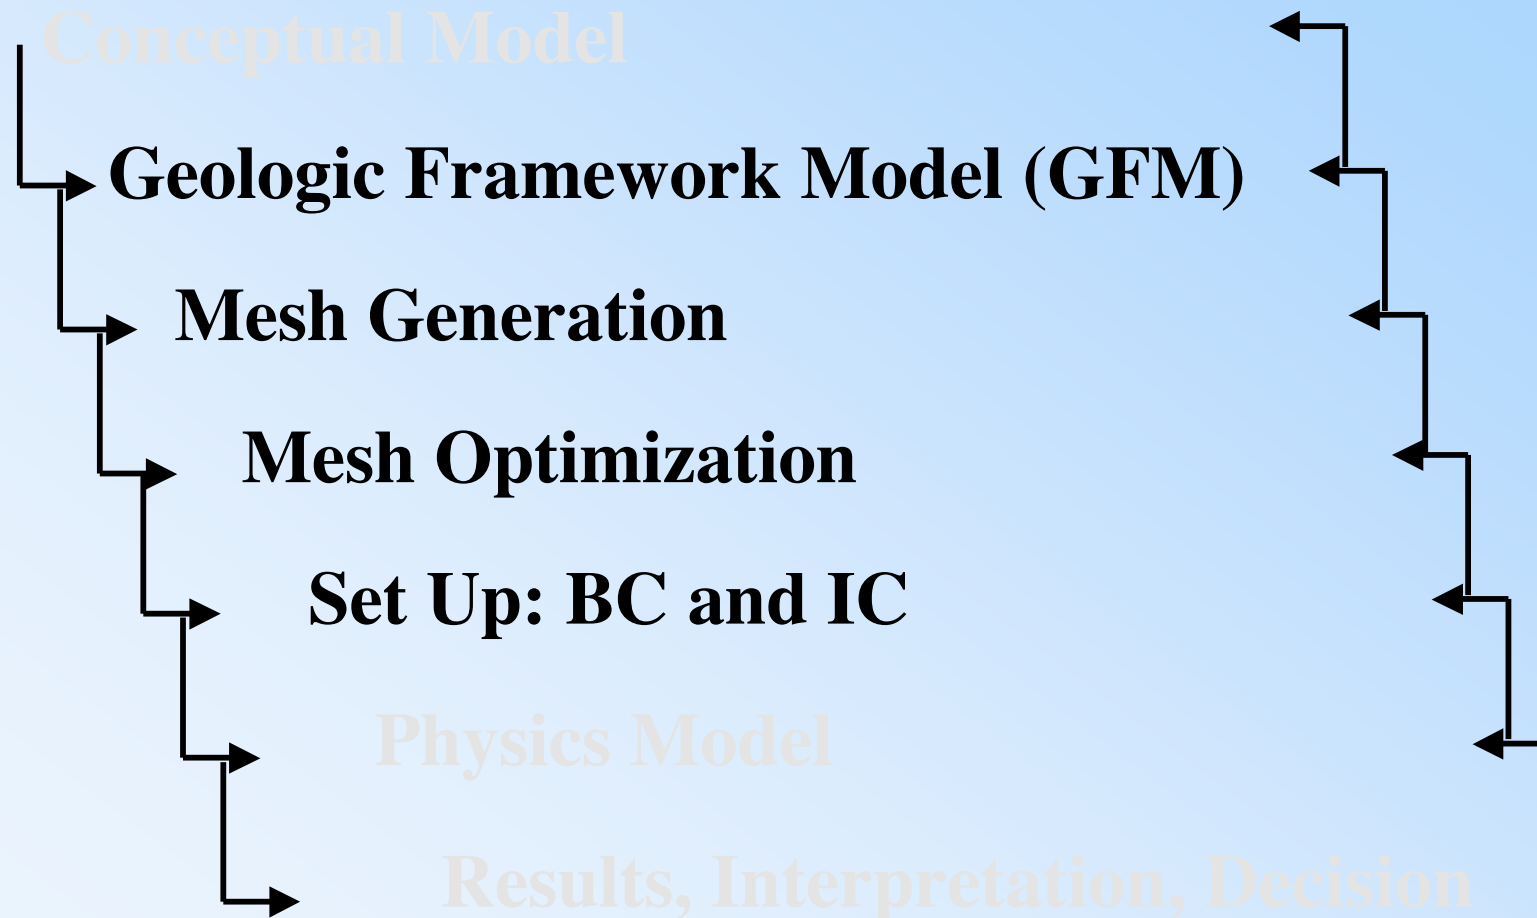 Conceptual Model
Geologic Framework Model (GFM)
Mesh Generation
Mesh Optimization
Set Up: BC and IC
Physics Model
Results, Interpretation, Decision